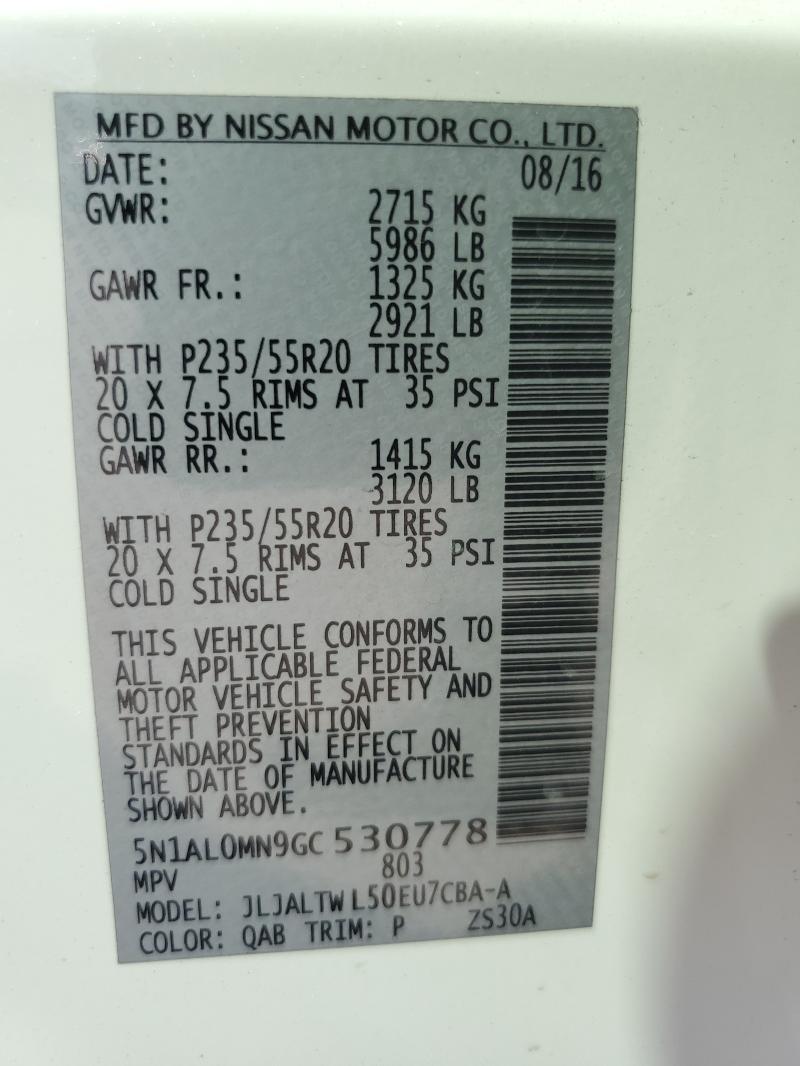 MFD BY NISSAN MOTOR CO., LTD.
DATE: 08/16
GVWR: 2715 KG
5986 LB
GAWR FR.: 1325 KG
2921 LB
WITH P235/55R20 TIRES
20 X 7.5 RIMS AT 35 PSI
COLD SINGLE
GAWR RR.: 1415 KG
3120 LB
WITH P235/55R20 TIRES
20 X 7.5 RIMS AT 35 PSI
COLD SINGLE
THIS VEHICLE CONFORMS TO
ALL APPLICABLE FEDERAL
MOTOR VEHICLE SAFETY AND
THEFT PREVENTION
STANDARDS IN EFFECT ON
THE DATE OF MANUFACTURE
SHOWN ABOVE.
5N1AL0MN9GC 530778
MPV 803
MODEL: JLJALTW L50EU7CBA-A
COLOR: QAB TRIM: P ZS30A